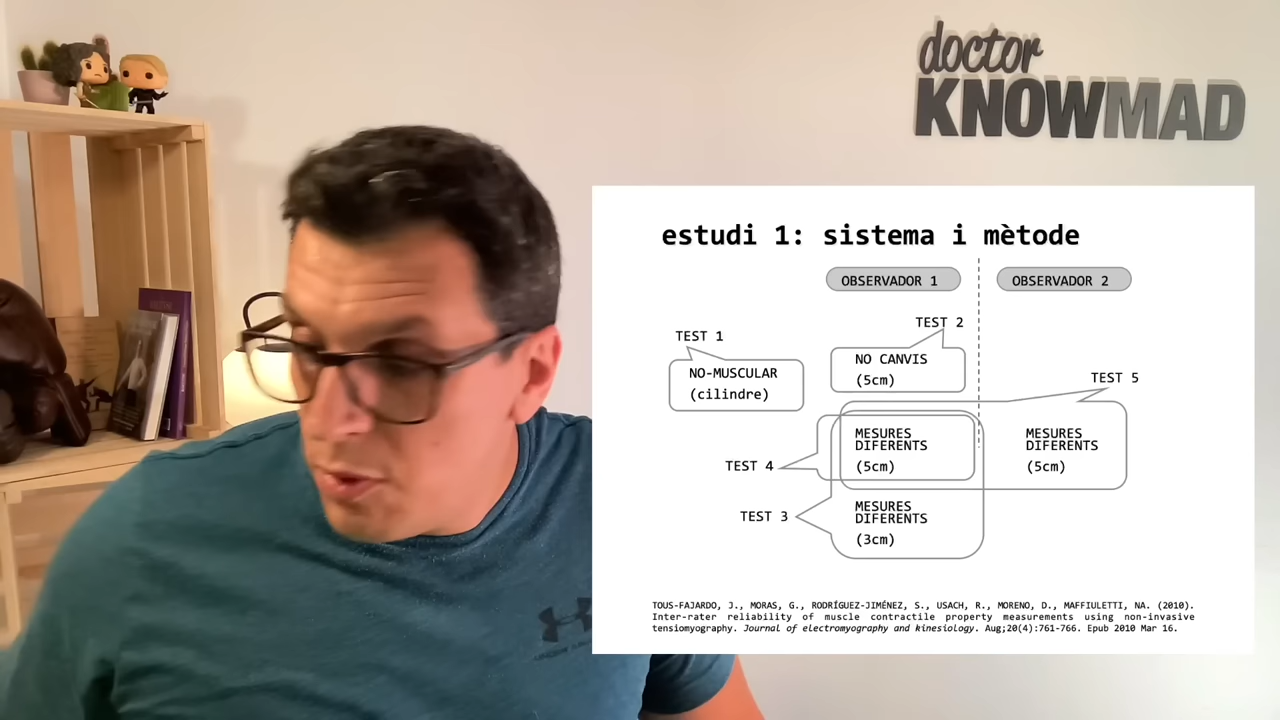 doctor
KNOWMAD
estudi 1: sistema i mètode
OBSERVADOR 1
OBSERVADOR 2
TEST 1
NO-MUSCULAR
(cilindre)
TEST 2
NO CANVIS
(5cm)
TEST 5
TEST 4
MESURES
DIFERENTS
(5cm)
MESURES
DIFERENTS
(5cm)
TEST 3
MESURES
DIFERENTS
(3cm)
TOUS-FAJARDO, J., MORAS, G., RODRÍGUEZ-JIMÉNEZ, S., USACH, R., MORENO, D., MAFFIULETTI, NA. (2010).
Inter-rater reliability of muscle contractile property measurements using non-invasive
tensiomyography. Journal of electromyography and kinesiology. Aug;20(4):761-766. Epub 2010 Mar 16.